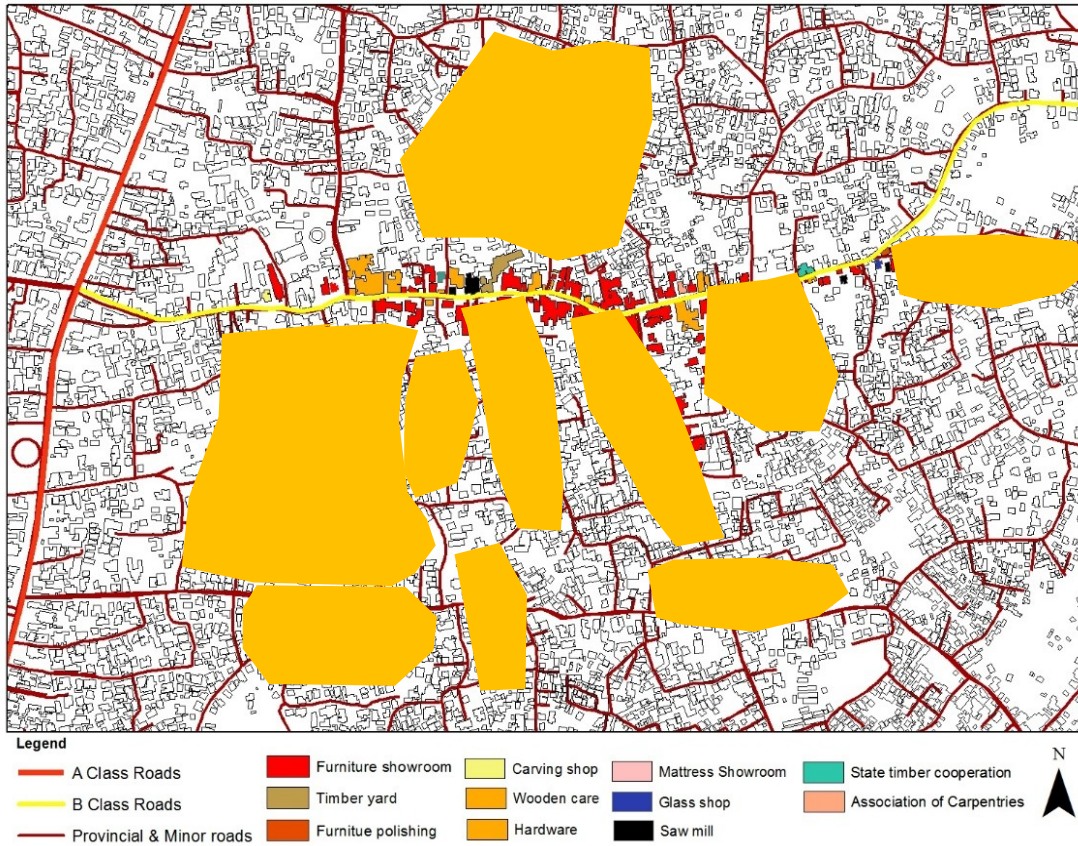 Legend
A Class Roads
B Class Roads
Provincial & Minor roads
Furniture showroom
Timber yard
Furnitue polishing
Carving shop
Wooden care
Hardware
Mattress Showroom
Glass shop
Saw mill
State timber cooperation
Association of Carpentries
N